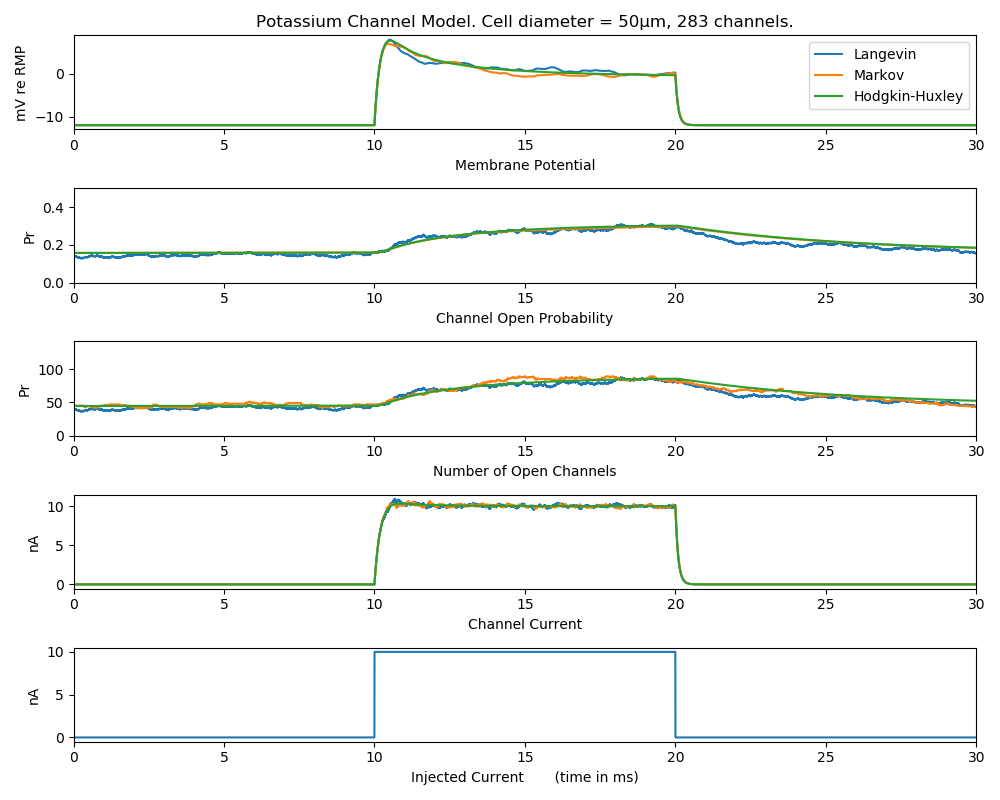 Potassium Channel Model. Cell diameter = 50μm, 283 channels.
mV re RMP
0
−10
Langevin
Markov
Hodgkin-Huxley
0 5 10 15 20 25 30
Membrane Potential
Pr
0.4
0.2
0.0
0 5 10 15 20 25 30
Channel Open Probability
Pr
100
50
0
0 5 10 15 20 25 30
Number of Open Channels
nA
10
5
0
0 5 10 15 20 25 30
Channel Current
nA
10
5
0
0 5 10 15 20 25 30
Injected Current (time in ms)